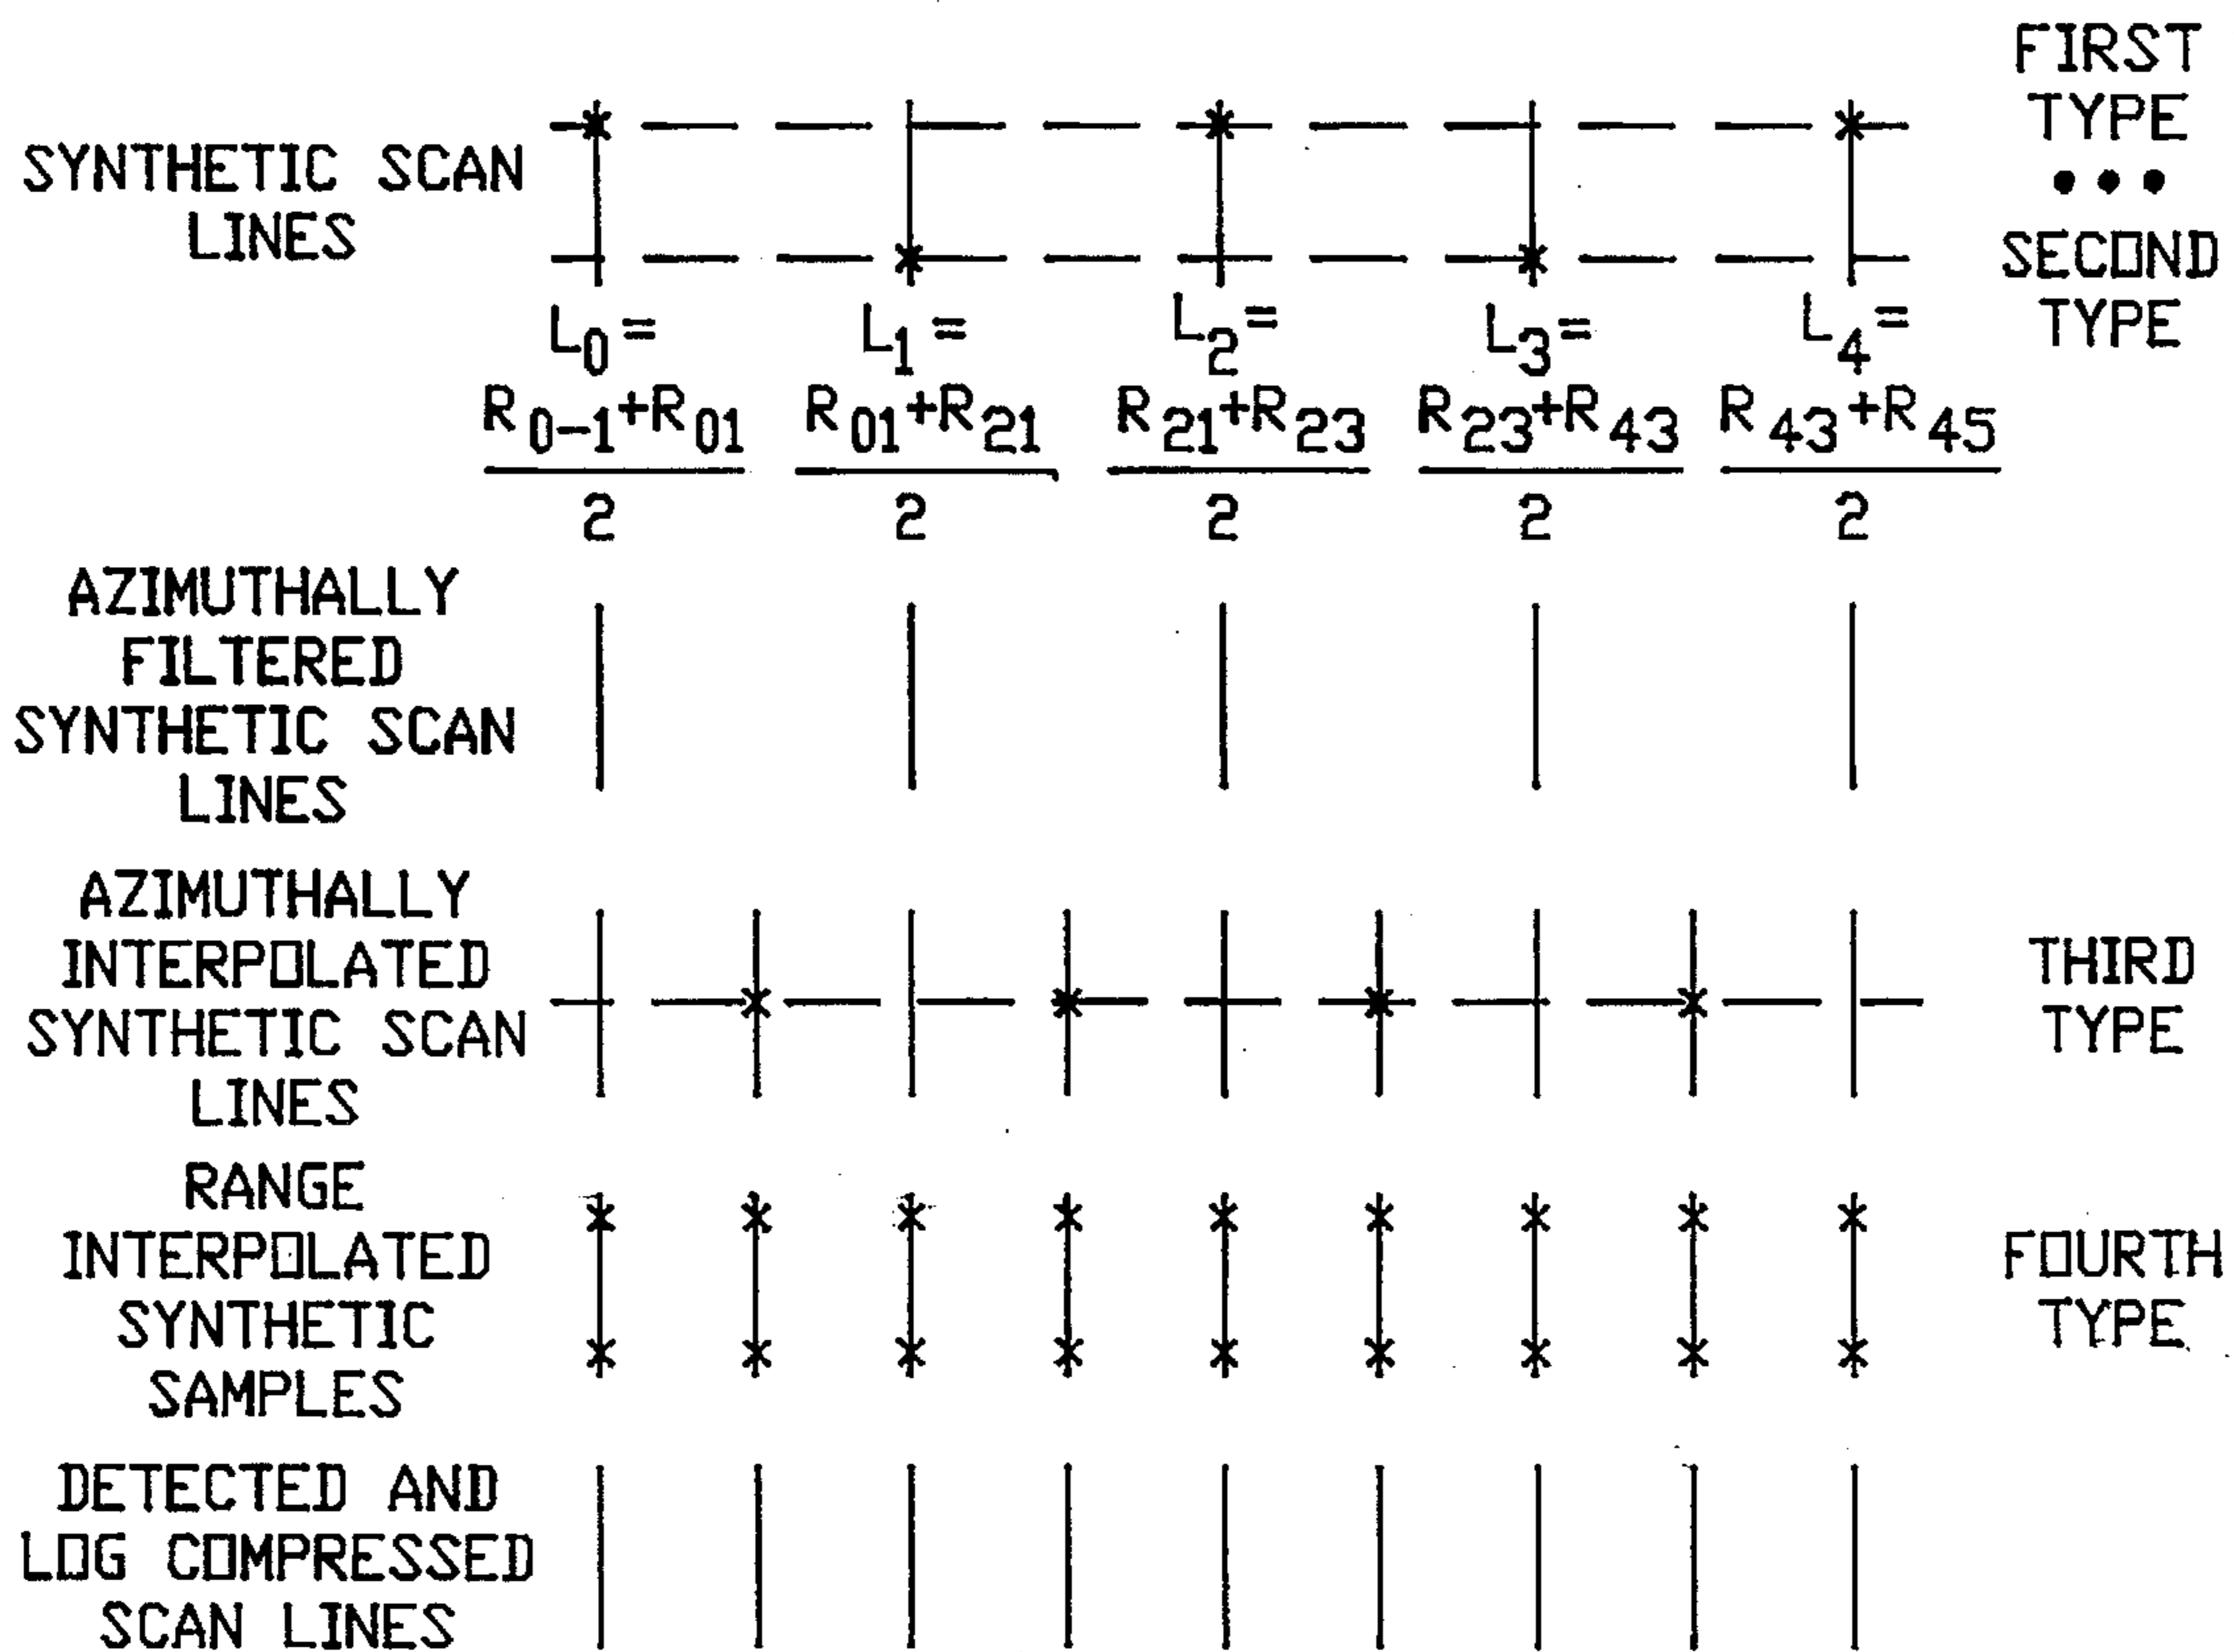 FIRST
TYPE
• • •
SECOND
TYPE
SYNTHETIC SCAN
LINES
L0= L1= L2= L3= L4=
R0-1+R01 R01+R21 R21+R23 R23+R43 R43+R45
2 2 2 2 2
AZIMUTHALLY
FILTERED
SYNTHETIC SCAN
LINES
AZIMUTHALLY
INTERPOLATED
SYNTHETIC SCAN
LINES
THIRD
TYPE
RANGE
INTERPOLATED
SYNTHETIC
SAMPLES
FOURTH
TYPE
DETECTED AND
LOG COMPRESSED
SCAN LINES